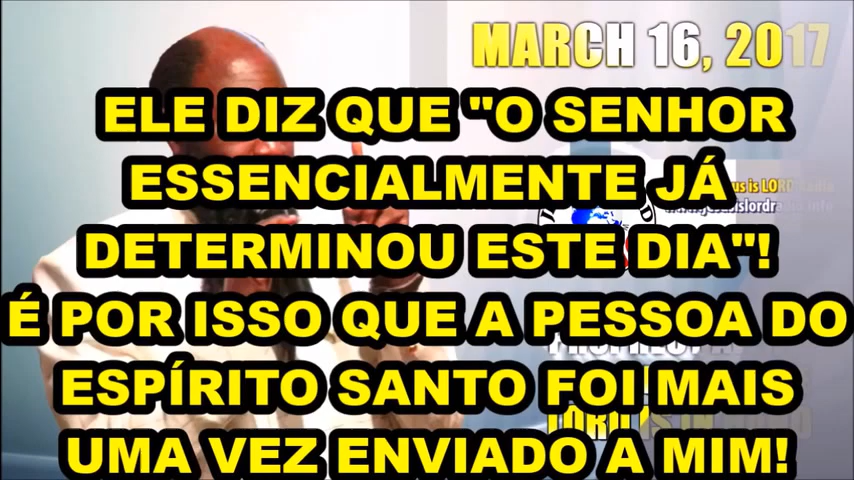 MARCH 16, 2017
ELE DIZ QUE "O SENHOR
ESSENCIALMENTE JÁ
DETERMINOU ESTE DIA"!
É POR ISSO QUE A PESSOA DO
ESPÍRITO SANTO FOI MAIS
UMA VEZ ENVIADO A MIM!